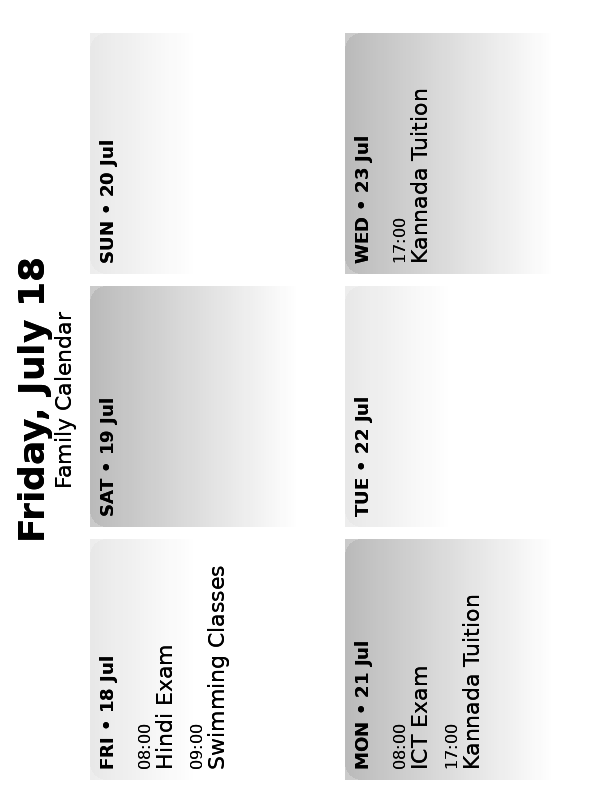 Friday, July 18
Family Calendar
FRI • 18 Jul
08:00
Hindi Exam
09:00
Swimming Classes
SAT • 19 Jul
SUN • 20 Jul
MON • 21 Jul
08:00
ICT Exam
17:00
Kannada Tuition
TUE • 22 Jul
WED • 23 Jul
17:00
Kannada Tuition